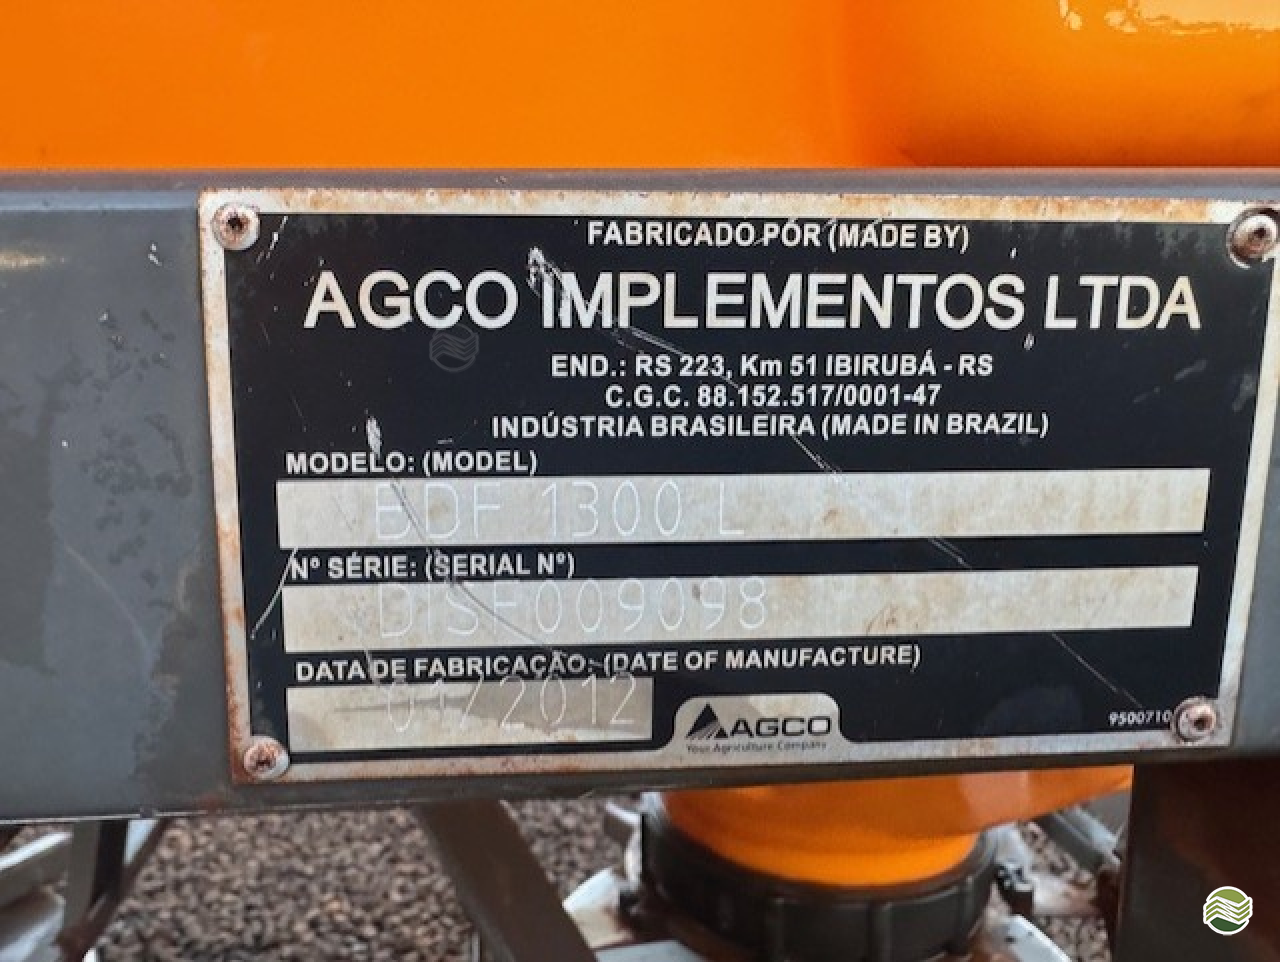 FABRICADO POR (MADE BY)
AGCO IMPLEMENTOS LTDA
END.: RS 223, Km 51 IBIRUBÁ - RS
C.G.C. 88.152.517/0001-47
INDÚSTRIA BRASILEIRA (MADE IN BRAZIL)
MODELO: (MODEL)
BDF 1300 L
Nº SÉRIE: (SERIAL Nº)
DISF009098
DATA DE FABRICAÇÃO: (DATE OF MANUFACTURE)
01/2012
AGCO
Your Agriculture Company
9500710